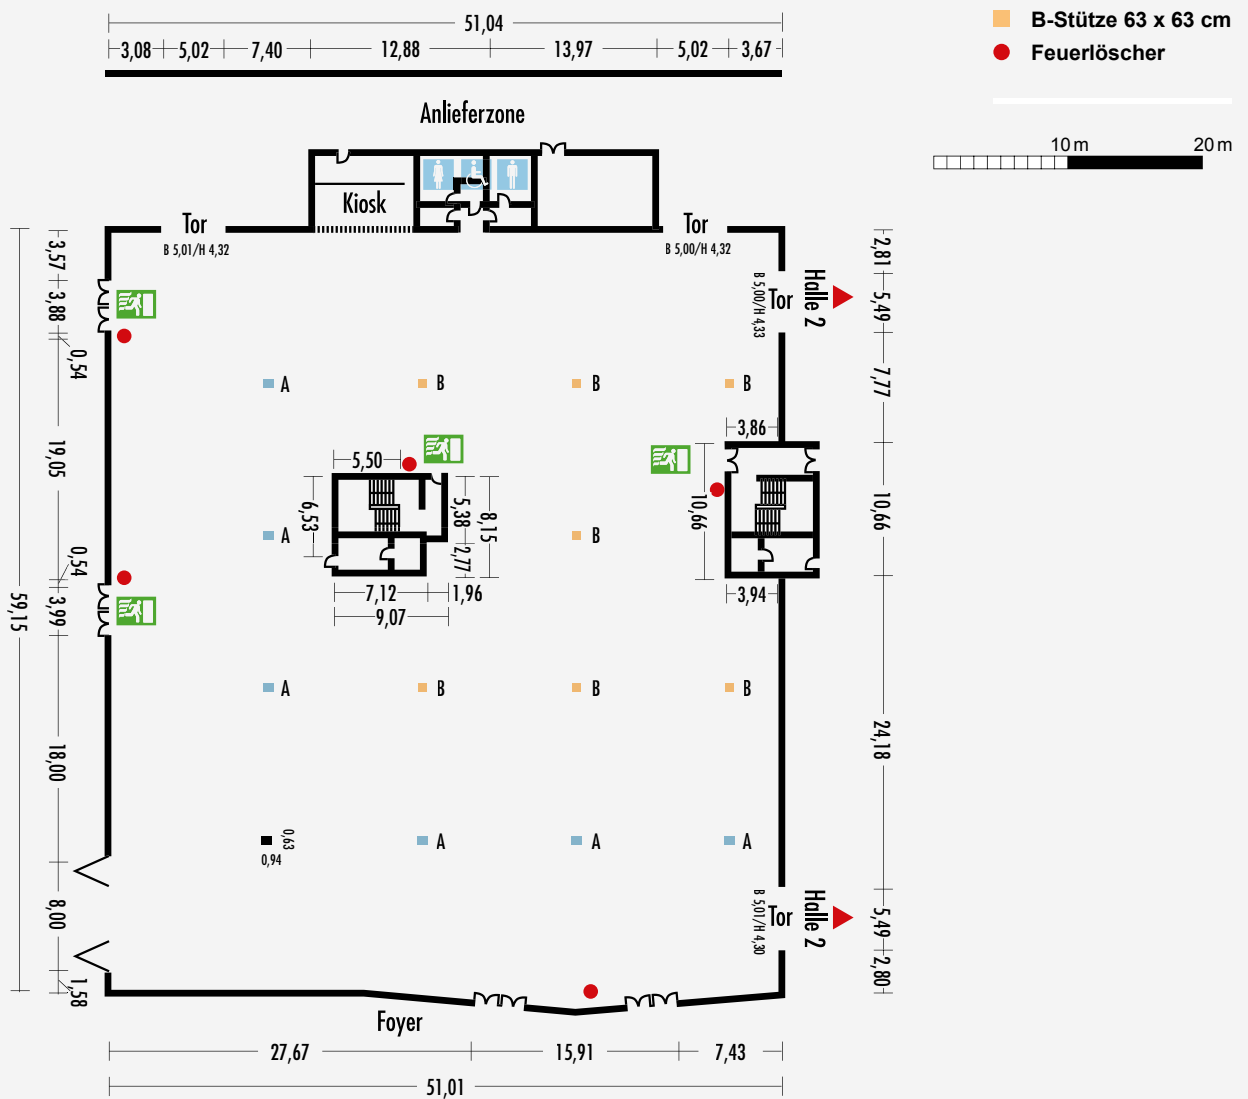 51,04
3,08 5,02 7,40 12,88 13,97 5,02 3,67
B-Stütze 63 x 63 cm
Feuerlöscher
10 m 20 m
Anlieferzone
Kiosk
Tor
B 5,01/H 4,32
Tor
B 5,00/H 4,32
59,15
3,57
3,88
0,54
19,05
0,54
3,99
18,00
8,00
1,58
B 5,00/H 4,33
Tor
Halle 2
2,81
5,49
7,77
10,66
24,18
5,49
2,80
A B B B
5,50
6,53
5,38
8,15
2,77
7,12 1,96
9,07
3,86
10,66
3,94
A B
A B B B
0,63
0,94
A A A
B 5,01/H 4,30
Tor
Halle 2
Foyer
27,67 15,91 7,43
51,01